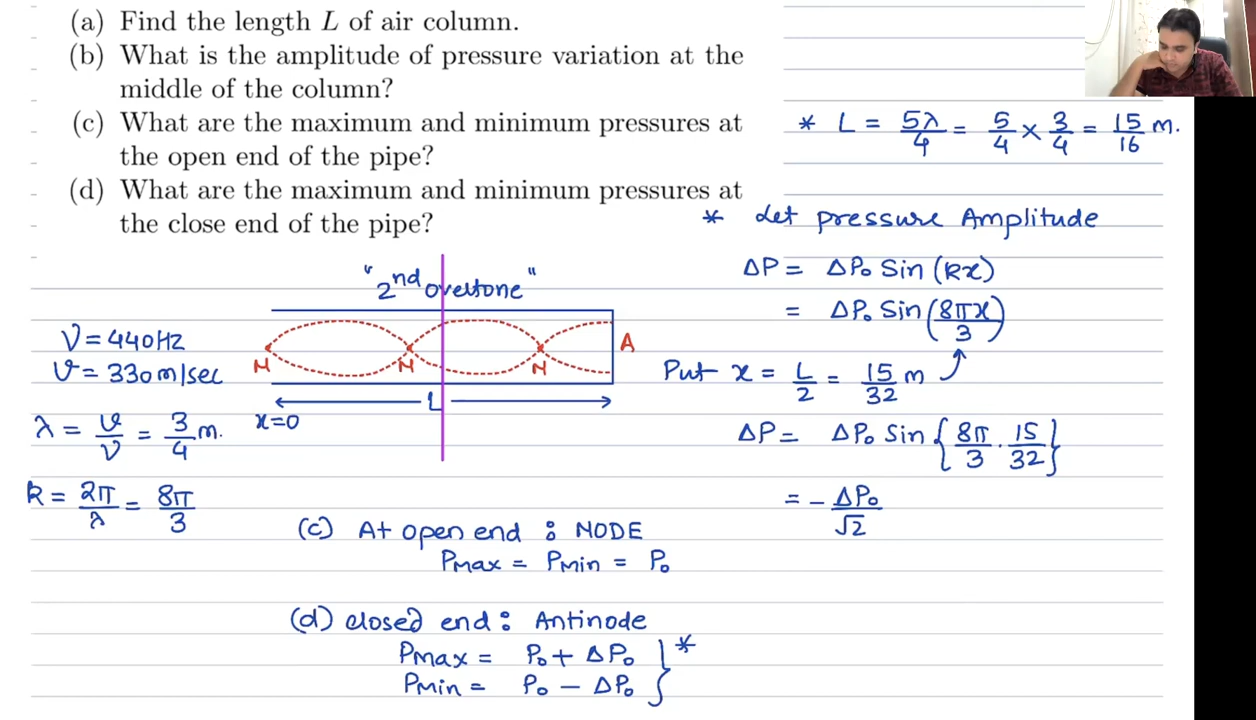 (a) Find the length L of air column.
(b) What is the amplitude of pressure variation at the
middle of the column?
(c) What are the maximum and minimum pressures at
the open end of the pipe?
(d) What are the maximum and minimum pressures at
the close end of the pipe?
"2nd overtone"
N N N A
ν = 440Hz
v = 330 m/sec
L
x=0
λ = v/ν = 3/4 m.
k = 2π/λ = 8π/3
(c) At open end : NODE
PMax = PMin = P₀
(d) closed end : Antinode
PMax = P₀ + ΔP₀ } *
PMin = P₀ − ΔP₀
* L = 5λ/4 = 5/4 × 3/4 = 15/16 m.
* Let pressure Amplitude
ΔP = ΔP₀ Sin (kx)
= ΔP₀ Sin (8πx/3)
Put x = L/2 = 15/32 m
ΔP = ΔP₀ Sin {8π/3 . 15/32}
= − ΔP₀/√2